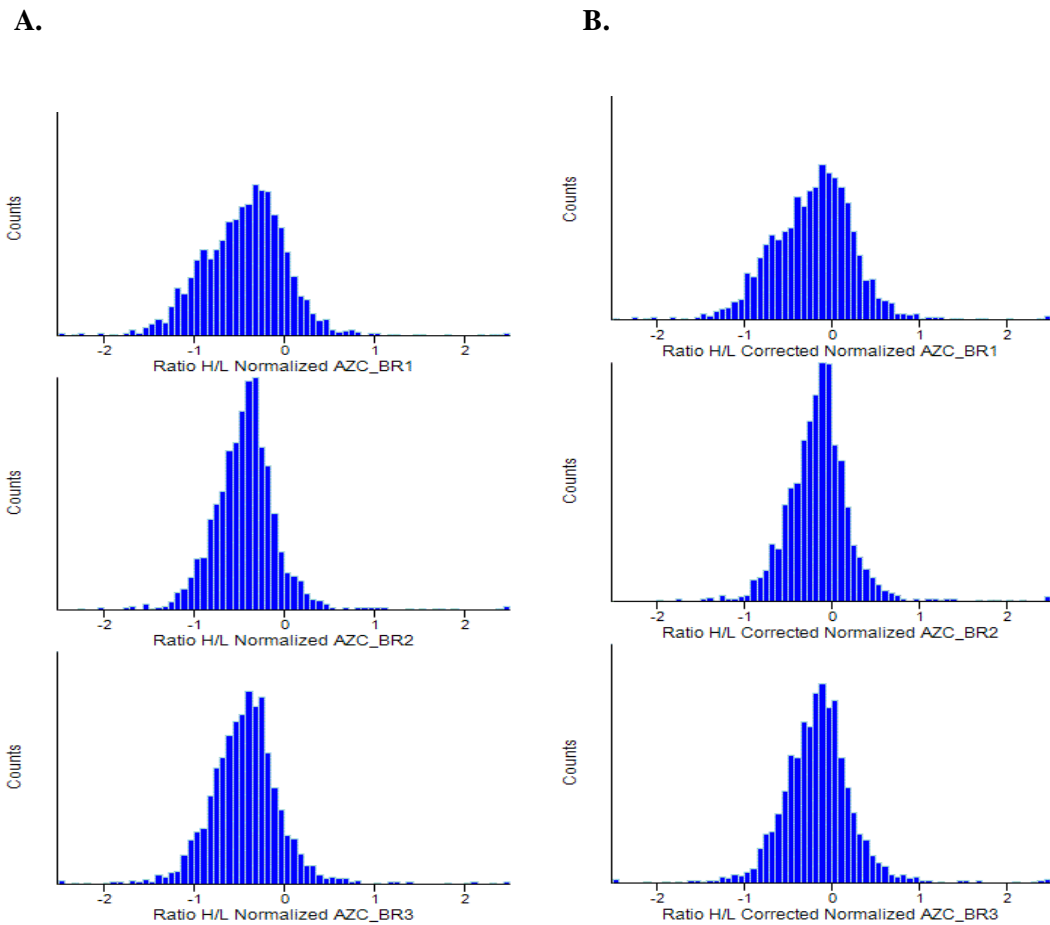 A.
Counts
-2 -1 0 1 2
Ratio H/L Normalized AZC_BR1
Counts
-2 -1 0 1 2
Ratio H/L Normalized AZC_BR2
Counts
-2 -1 0 1 2
Ratio H/L Normalized AZC_BR3
B.
Counts
-2 -1 0 1 2
Ratio H/L Corrected Normalized AZC_BR1
Counts
-2 -1 0 1 2
Ratio H/L Corrected Normalized AZC_BR2
Counts
-2 -1 0 1 2
Ratio H/L Corrected Normalized AZC_BR3